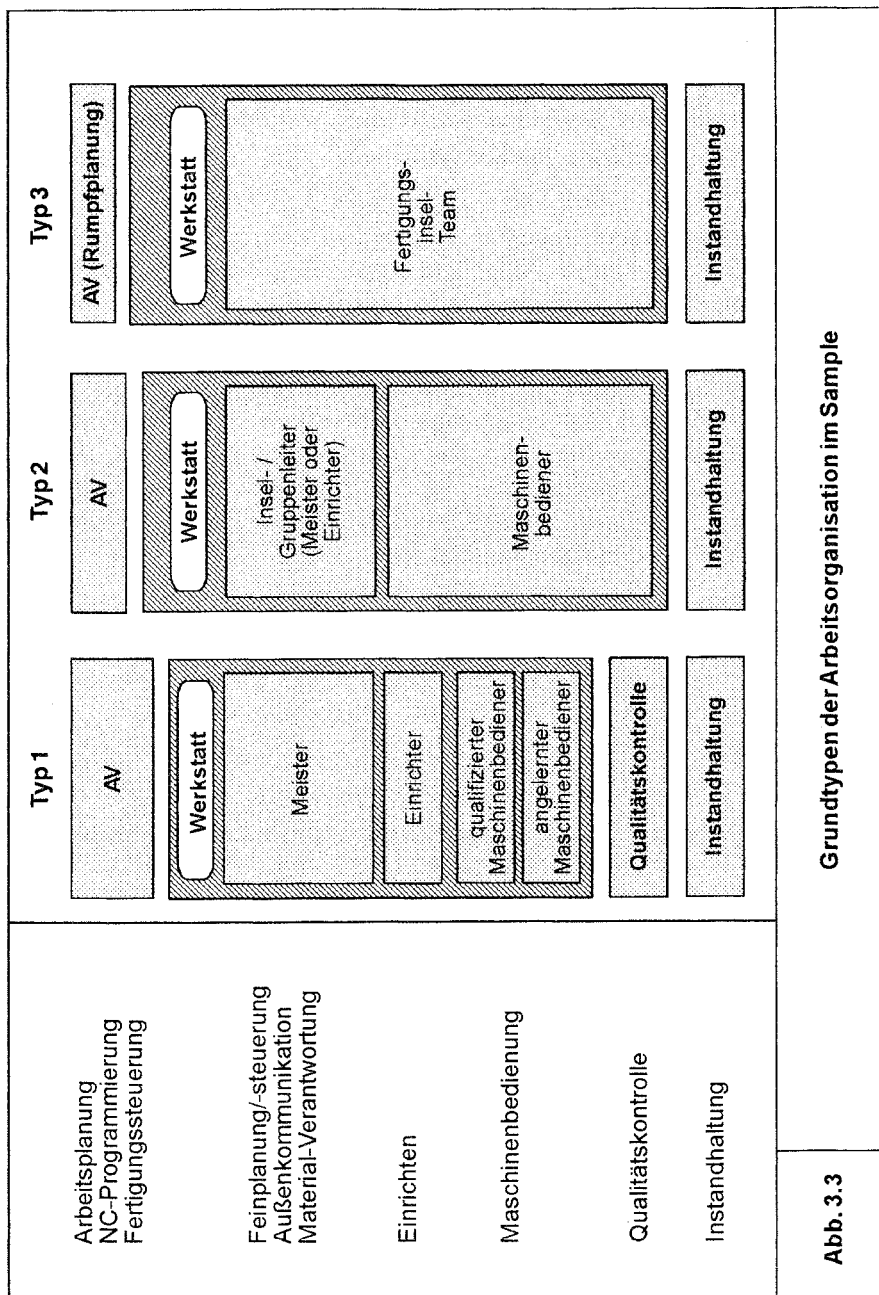 Typ 1
Typ 2
Typ 3
Arbeitsplanung
NC-Programmierung
Fertigungssteuerung
AV
AV
AV (Rumpfplanung)
Werkstatt
Werkstatt
Werkstatt
Feinplanung/-steuerung
Außenkommunikation
Material-Verantwortung
Meister
Insel- /
Gruppenleiter
(Meister oder
Einrichter)
Fertigungs-
insel-
Team
Einrichten
Einrichter
Maschinenbedienung
qualifizierter
Maschinenbediener
angelernter
Maschinenbediener
Maschinen-
bediener
Qualitätskontrolle
Qualitätskontrolle
Instandhaltung
Instandhaltung
Instandhaltung
Instandhaltung
Abb. 3.3
Grundtypen der Arbeitsorganisation im Sample